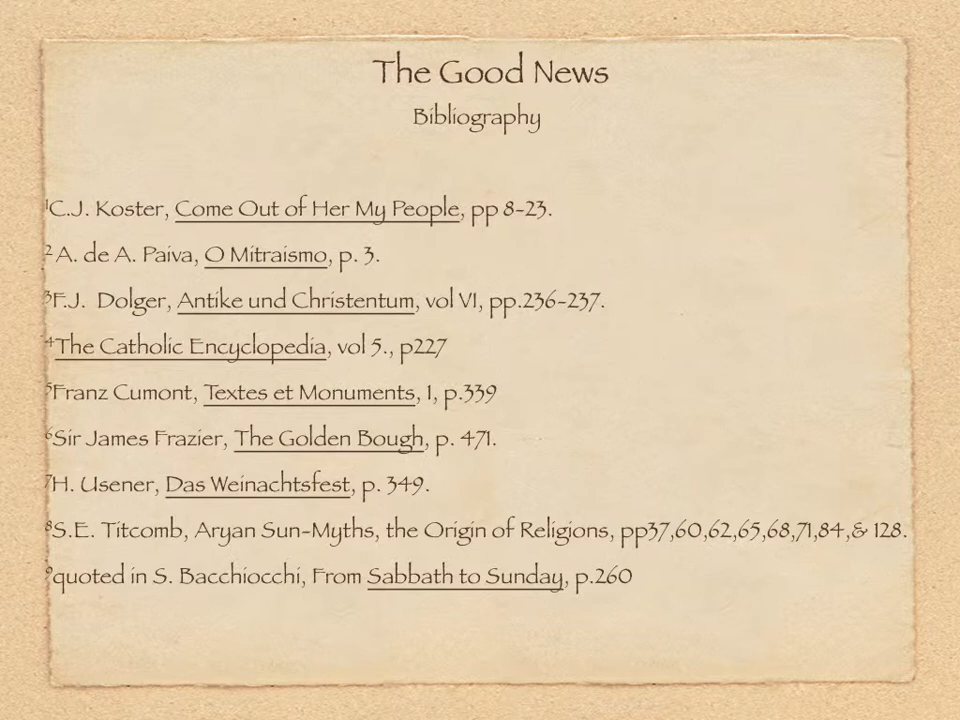 The Good News
Bibliography
¹C.J. Koster, Come Out of Her My People, pp 8-23.
² A. de A. Paiva, O Mitraismo, p. 3.
³F.J. Dolger, Antike und Christentum, vol VI, pp.236-237.
⁴The Catholic Encyclopedia, vol 5., p227
⁵Franz Cumont, Textes et Monuments, 1, p.339
⁶Sir James Frazier, The Golden Bough, p. 471.
⁷H. Usener, Das Weinachtsfest, p. 349.
⁸S.E. Titcomb, Aryan Sun-Myths, the Origin of Religions, pp37,60,62,65,68,71,84,& 128.
⁹quoted in S. Bacchiocchi, From Sabbath to Sunday, p.260